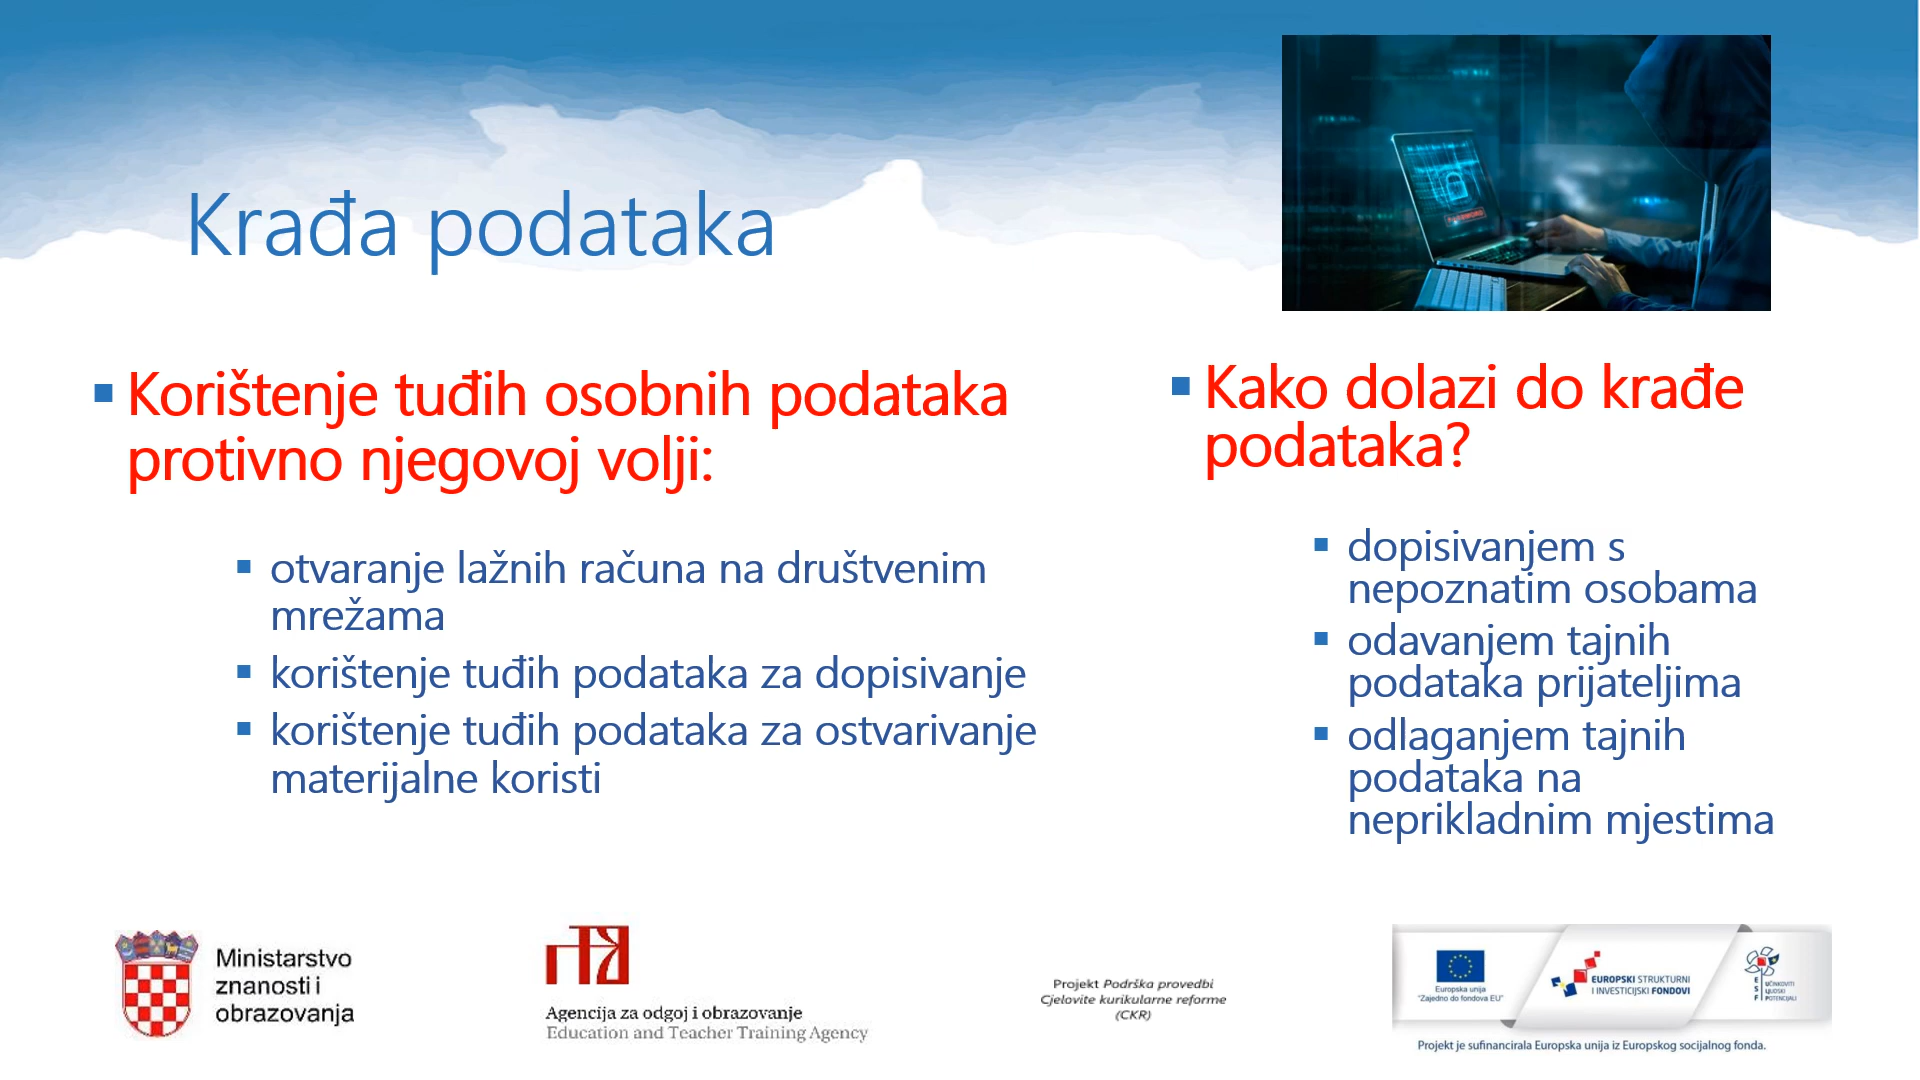 Krađa podataka
Korištenje tuđih osobnih podataka
protivno njegovoj volji:
otvaranje lažnih računa na društvenim
mrežama
korištenje tuđih podataka za dopisivanje
korištenje tuđih podataka za ostvarivanje
materijalne koristi
Kako dolazi do krađe
podataka?
dopisivanjem s
nepoznatim osobama
odavanjem tajnih
podataka prijateljima
odlaganjem tajnih
podataka na
neprikladnim mjestima
Ministarstvo
znanosti i
obrazovanja
Agencija za odgoj i obrazovanje
Education and Teacher Training Agency
Projekt Podrška provedbi
Cjelovite kurikularne reforme
(CKR)
Europska unija
"Zajedno do fondova EU"
EUROPSKI STRUKTURNI
I INVESTICIJSKI FONDOVI
ESF
UČINKOVITI
LJUDSKI
POTENCIJALI
Projekt je sufinancirala Europska unija iz Europskog socijalnog fonda.